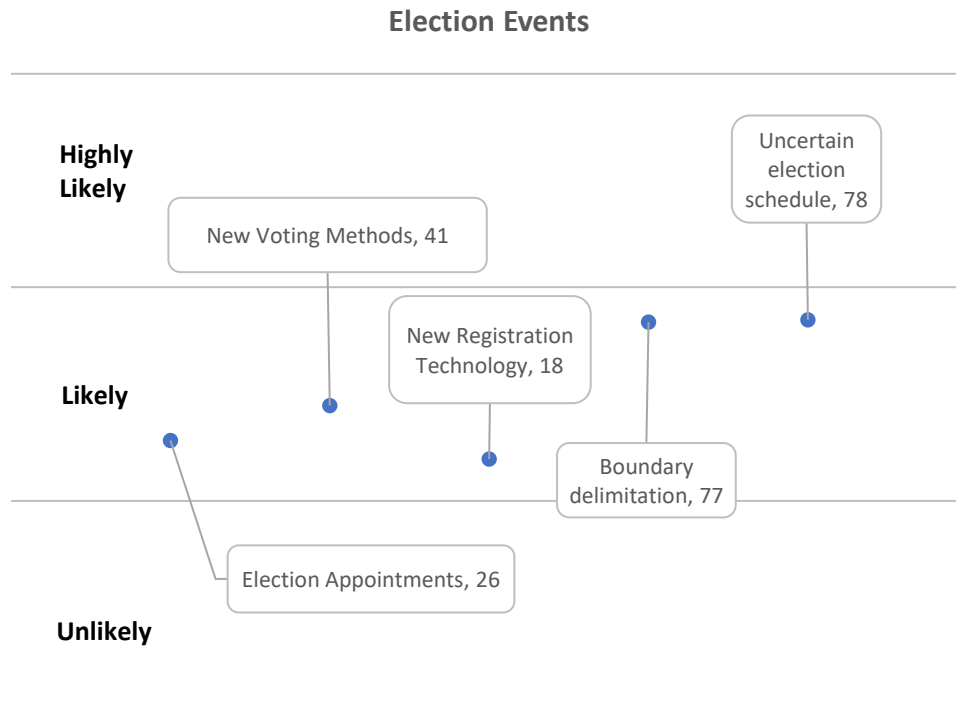 Election Events
Highly
Likely
Uncertain
election
schedule, 78
New Voting Methods, 41
New Registration
Technology, 18
Likely
Boundary
delimitation, 77
Election Appointments, 26
Unlikely